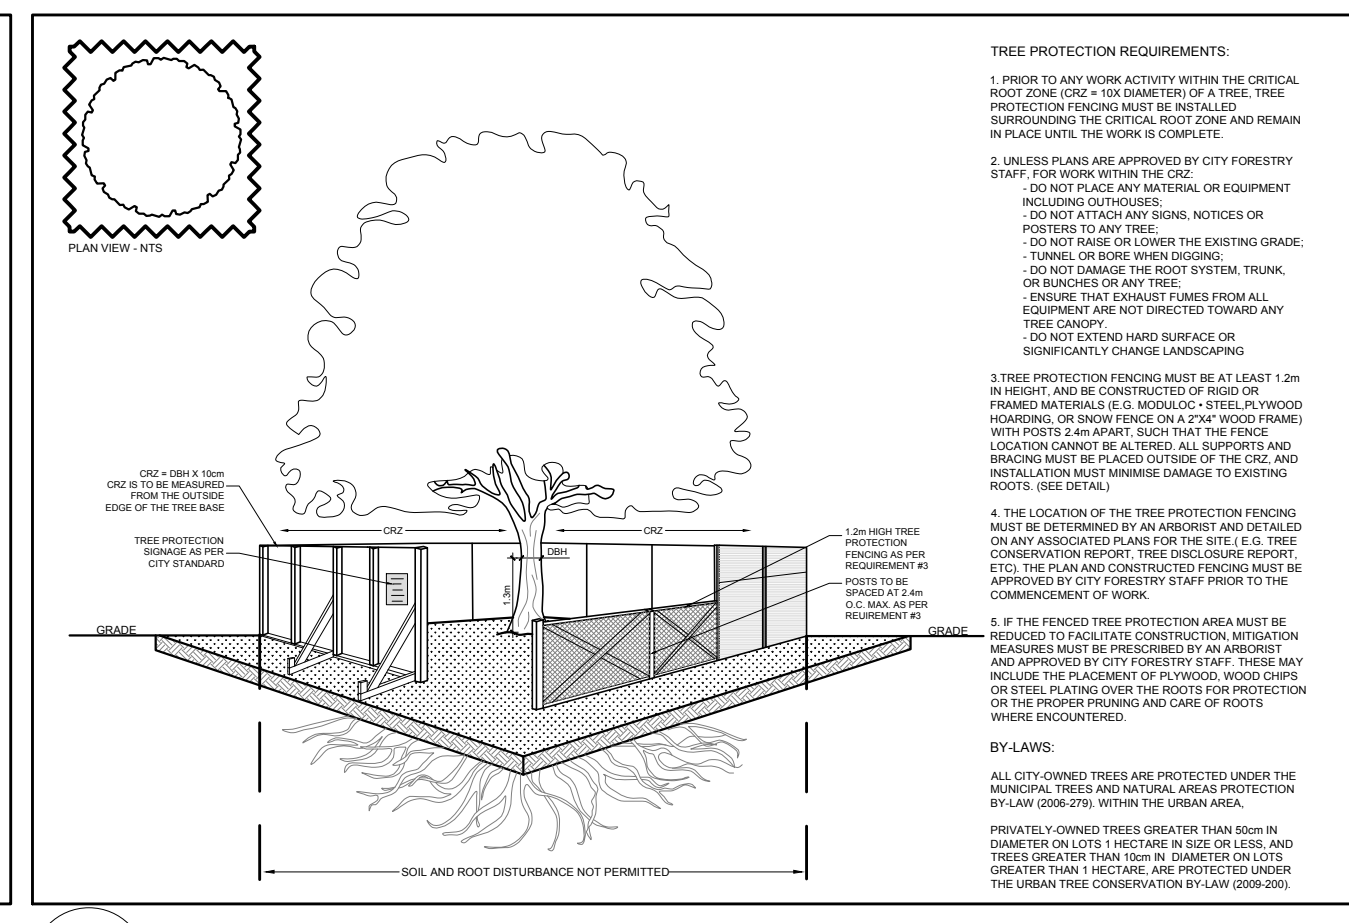 PLAN VIEW - NTS
CRZ = DBH X 10cm
CRZ IS TO BE MEASURED
FROM THE OUTSIDE
EDGE OF THE TREE BASE
TREE PROTECTION
SIGNAGE AS PER
CITY STANDARD
CRZ
CRZ
DBH
1.3m
1.2m HIGH TREE
PROTECTION
FENCING AS PER
REQUIREMENT #3
POSTS TO BE
SPACED AT 2.4m
O.C. MAX. AS PER
REUIREMENT #3
GRADE
GRADE
SOIL AND ROOT DISTURBANCE NOT PERMITTED
TREE PROTECTION REQUIREMENTS:
1. PRIOR TO ANY WORK ACTIVITY WITHIN THE CRITICAL
ROOT ZONE (CRZ = 10X DIAMETER) OF A TREE, TREE
PROTECTION FENCING MUST BE INSTALLED
SURROUNDING THE CRITICAL ROOT ZONE AND REMAIN
IN PLACE UNTIL THE WORK IS COMPLETE.
2. UNLESS PLANS ARE APPROVED BY CITY FORESTRY
STAFF, FOR WORK WITHIN THE CRZ:
- DO NOT PLACE ANY MATERIAL OR EQUIPMENT
INCLUDING OUTHOUSES;
- DO NOT ATTACH ANY SIGNS, NOTICES OR
POSTERS TO ANY TREE;
- DO NOT RAISE OR LOWER THE EXISTING GRADE;
- TUNNEL OR BORE WHEN DIGGING;
- DO NOT DAMAGE THE ROOT SYSTEM, TRUNK,
OR BUNCHES OR ANY TREE;
- ENSURE THAT EXHAUST FUMES FROM ALL
EQUIPMENT ARE NOT DIRECTED TOWARD ANY
TREE CANOPY.
- DO NOT EXTEND HARD SURFACE OR
SIGNIFICANTLY CHANGE LANDSCAPING
3.TREE PROTECTION FENCING MUST BE AT LEAST 1.2m
IN HEIGHT, AND BE CONSTRUCTED OF RIGID OR
FRAMED MATERIALS (E.G. MODULOC • STEEL,PLYWOOD
HOARDING, OR SNOW FENCE ON A 2"X4" WOOD FRAME)
WITH POSTS 2.4m APART, SUCH THAT THE FENCE
LOCATION CANNOT BE ALTERED. ALL SUPPORTS AND
BRACING MUST BE PLACED OUTSIDE OF THE CRZ, AND
INSTALLATION MUST MINIMISE DAMAGE TO EXISTING
ROOTS. (SEE DETAIL)
4. THE LOCATION OF THE TREE PROTECTION FENCING
MUST BE DETERMINED BY AN ARBORIST AND DETAILED
ON ANY ASSOCIATED PLANS FOR THE SITE.( E.G. TREE
CONSERVATION REPORT, TREE DISCLOSURE REPORT,
ETC). THE PLAN AND CONSTRUCTED FENCING MUST BE
APPROVED BY CITY FORESTRY STAFF PRIOR TO THE
COMMENCEMENT OF WORK.
5. IF THE FENCED TREE PROTECTION AREA MUST BE
REDUCED TO FACILITATE CONSTRUCTION, MITIGATION
MEASURES MUST BE PRESCRIBED BY AN ARBORIST
AND APPROVED BY CITY FORESTRY STAFF. THESE MAY
INCLUDE THE PLACEMENT OF PLYWOOD, WOOD CHIPS
OR STEEL PLATING OVER THE ROOTS FOR PROTECTION
OR THE PROPER PRUNING AND CARE OF ROOTS
WHERE ENCOUNTERED.
BY-LAWS:
ALL CITY-OWNED TREES ARE PROTECTED UNDER THE
MUNICIPAL TREES AND NATURAL AREAS PROTECTION
BY-LAW (2006-279). WITHIN THE URBAN AREA,
PRIVATELY-OWNED TREES GREATER THAN 50cm IN
DIAMETER ON LOTS 1 HECTARE IN SIZE OR LESS, AND
TREES GREATER THAN 10cm IN DIAMETER ON LOTS
GREATER THAN 1 HECTARE, ARE PROTECTED UNDER
THE URBAN TREE CONSERVATION BY-LAW (2009-200).